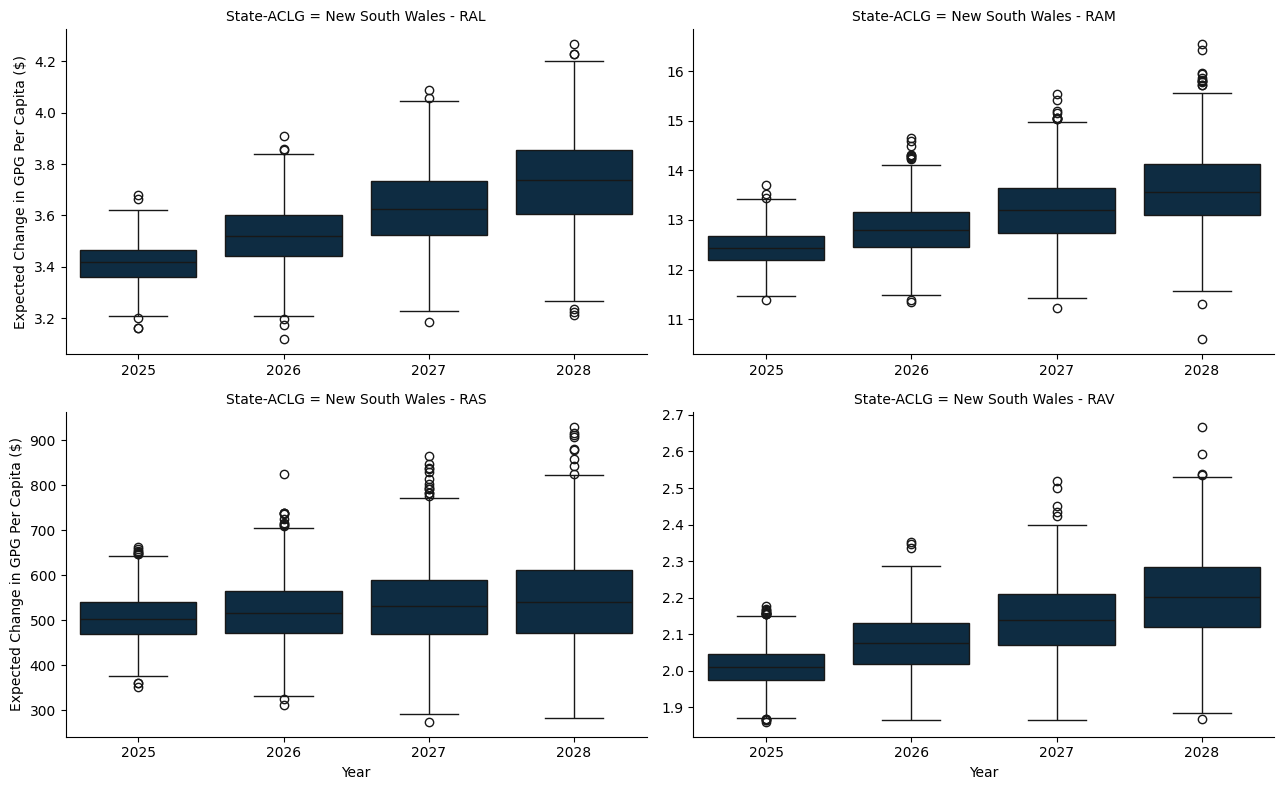 State-ACLG = New South Wales - RAL
Expected Change in GPG Per Capita ($)
4.2
4.0
3.8
3.6
3.4
3.2
2025 2026 2027 2028
State-ACLG = New South Wales - RAM
16
15
14
13
12
11
2025 2026 2027 2028
State-ACLG = New South Wales - RAS
Expected Change in GPG Per Capita ($)
900
800
700
600
500
400
300
2025 2026 2027 2028
Year
State-ACLG = New South Wales - RAV
2.7
2.6
2.5
2.4
2.3
2.2
2.1
2.0
1.9
2025 2026 2027 2028
Year